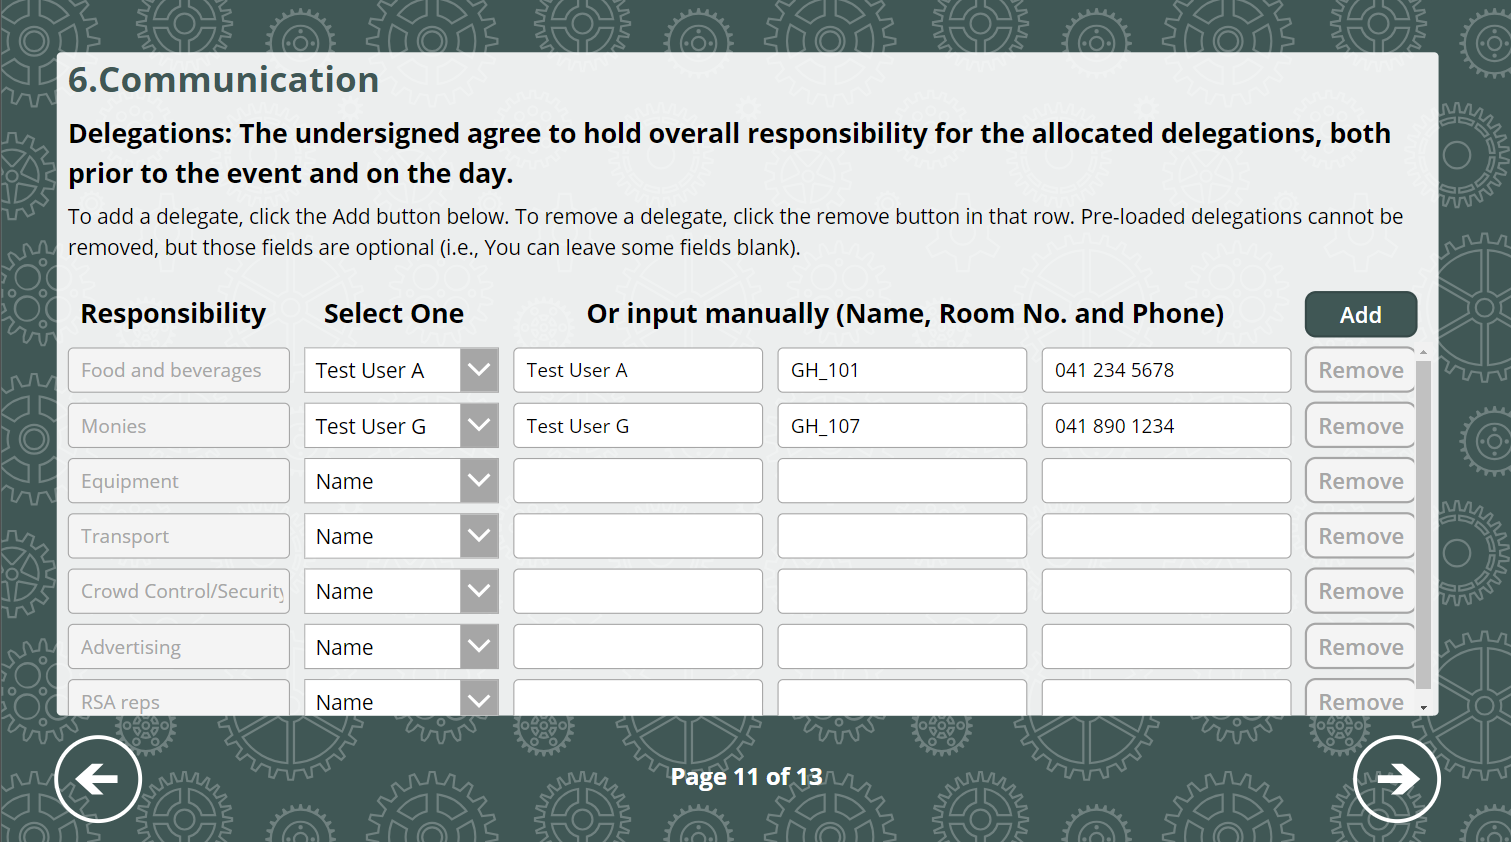 6.Communication
Delegations: The undersigned agree to hold overall responsibility for the allocated delegations, both
prior to the event and on the day.
To add a delegate, click the Add button below. To remove a delegate, click the remove button in that row. Pre-loaded delegations cannot be
removed, but those fields are optional (i.e., You can leave some fields blank).
Responsibility Select One Or input manually (Name, Room No. and Phone) Add
Food and beverages Test User A Test User A GH_101 041 234 5678 Remove
Monies Test User G Test User G GH_107 041 890 1234 Remove
Equipment Name Remove
Transport Name Remove
Crowd Control/Security Name Remove
Advertising Name Remove
RSA reps Name Remove
Page 11 of 13